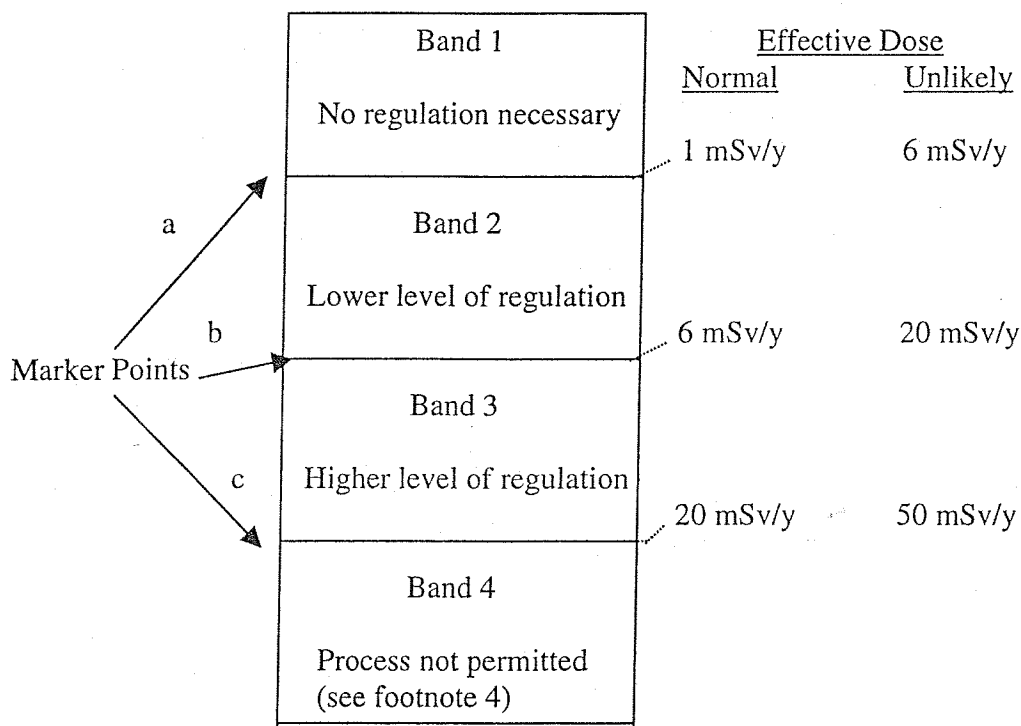 Band 1
Effective Dose
Normal Unlikely
No regulation necessary
1 mSv/y 6 mSv/y
a
Band 2
Lower level of regulation
b
6 mSv/y 20 mSv/y
Marker Points
Band 3
c
Higher level of regulation
20 mSv/y 50 mSv/y
Band 4
Process not permitted
(see footnote 4)